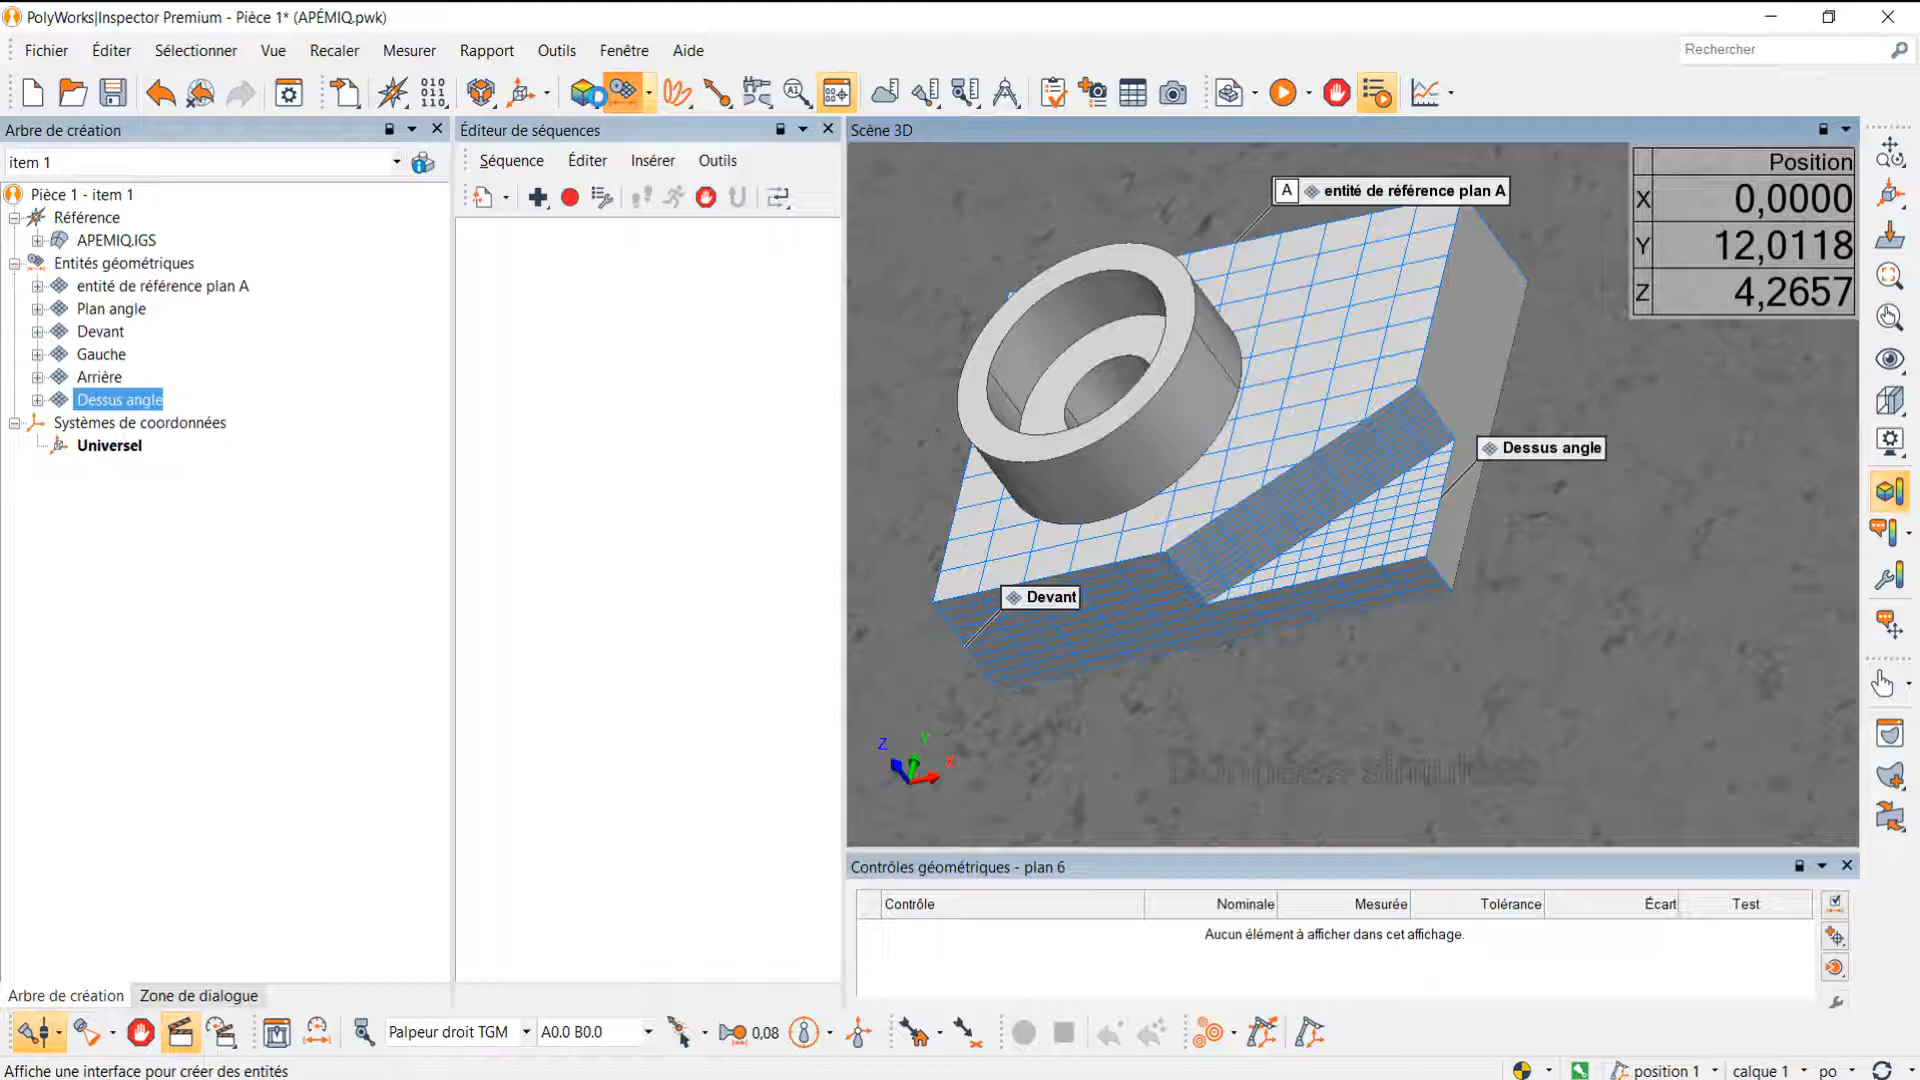 PolyWorks|Inspector Premium - Pièce 1* (APÉMIQ.pwk)
Fichier Éditer Sélectionner Vue Recaler Mesurer Rapport Outils Fenêtre Aide
Rechercher
Arbre de création
item 1
Pièce 1 - item 1
Référence
APEMIQ.IGS
Entités géométriques
entité de référence plan A
Plan angle
Devant
Gauche
Arrière
Dessus angle
Systèmes de coordonnées
Universel
Éditeur de séquences
Séquence Éditer Insérer Outils
Scène 3D
A entité de référence plan A
Position
X 0,0000
Y 12,0118
Z 4,2657
Dessus angle
Devant
Z Y X
Contrôles géométriques - plan 6
Contrôle Nominale Mesurée Tolérance Écart Test
Aucun élément à afficher dans cet affichage.
Arbre de création Zone de dialogue
Palpeur droit TGM A0.0 B0.0 0,08
Affiche une interface pour créer des entités
position 1 calque 1 po